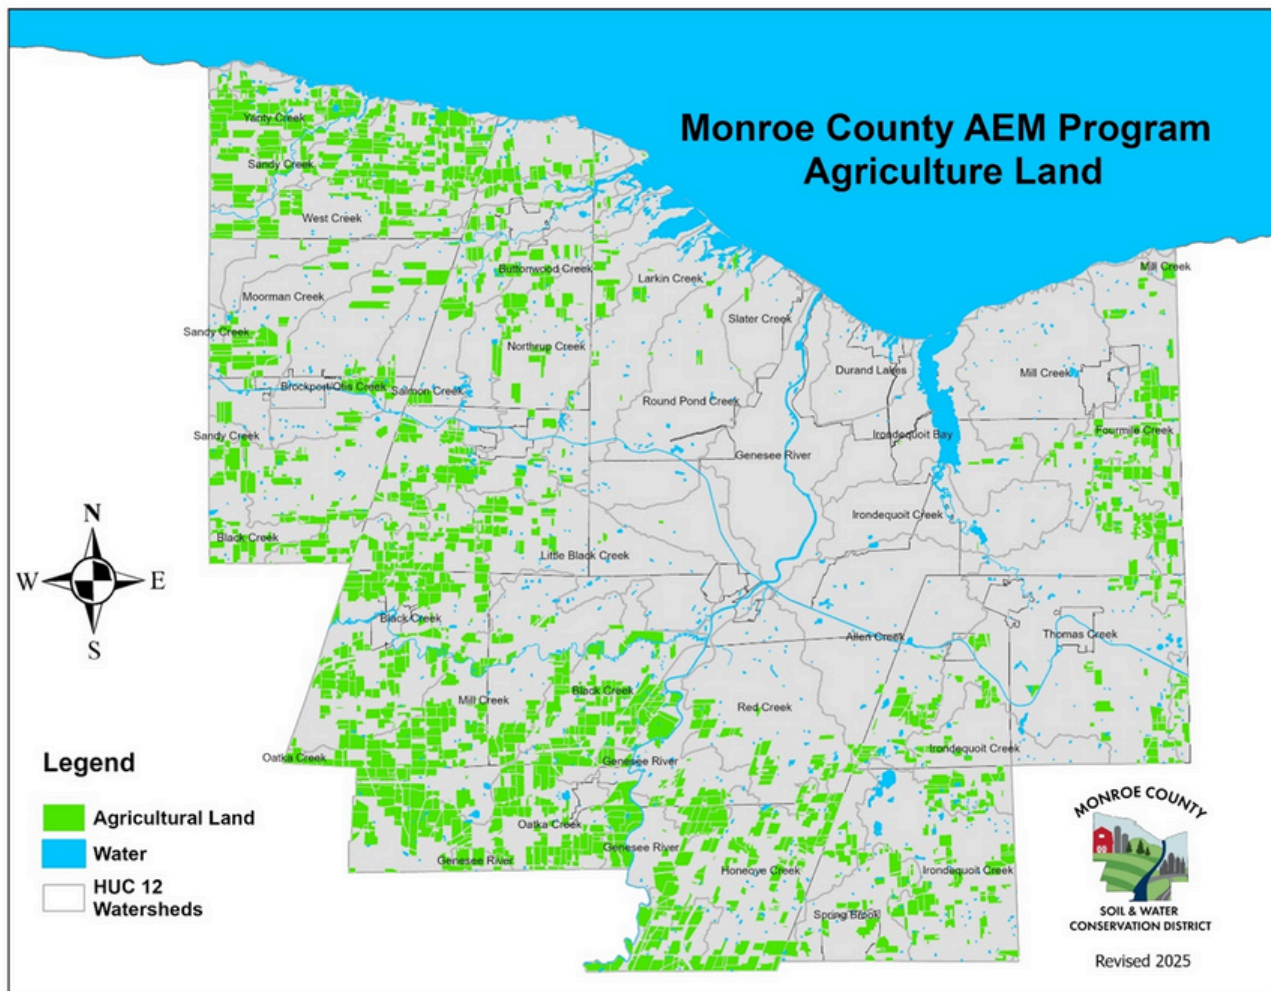 Monroe County AEM Program
Agriculture Land
Yanty Creek
Sandy Creek
West Creek
Buttonwood Creek
Larkin Creek
Mill Creek
Moorman Creek
Slater Creek
Sandy Creek
Northrup Creek
Durand Lakes
Mill Creek
Brockport/Otis Creek
Salmon Creek
Round Pond Creek
Sandy Creek
Irondequoit Bay
Fourmile Creek
Genesee River
Irondequoit Creek
Black Creek
Little Black Creek
N
W
E
S
Black Creek
Allen Creek
Thomas Creek
Black Creek
Mill Creek
Red Creek
Irondequoit Creek
Oatka Creek
Genesee River
Legend
Agricultural Land
Water
HUC 12
Watersheds
Oatka Creek
Genesee River
Genesee River
Honeoye Creek
Irondequoit Creek
Spring Brook
MONROE COUNTY
SOIL & WATER
CONSERVATION DISTRICT
Revised 2025